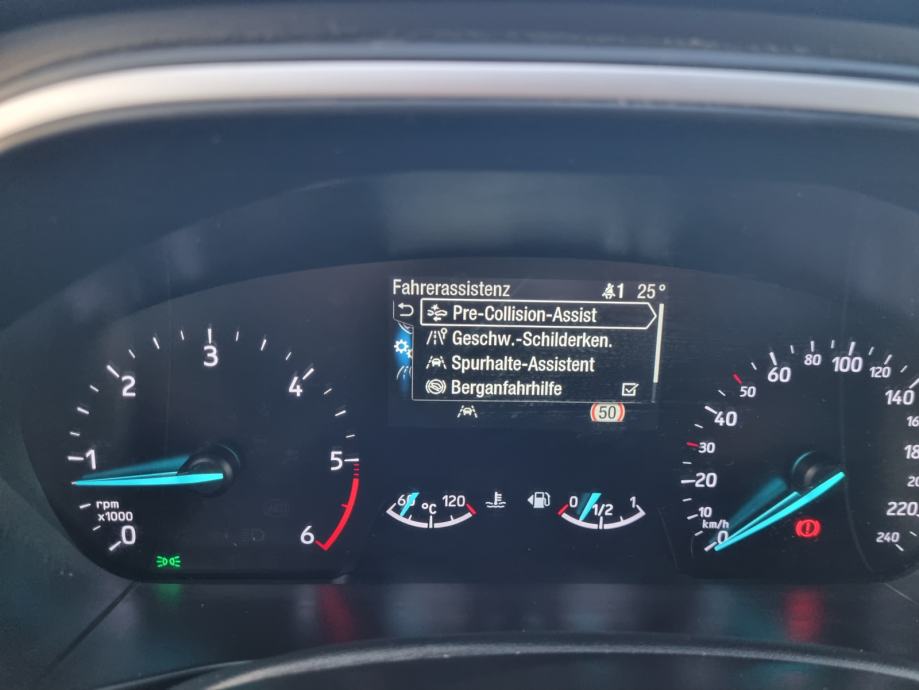 Fahrerassistenz 1 25°
Pre-Collision-Assist
Geschw.-Schilderken.
Spurhalte-Assistent
Berganfahrhilfe
50
0
1
2
3
4
5
6
rpm
x1000
60 °C 120
0 1/2 1
0
10
20
30
40
50
60
80
100
120
140
220
240
km/h